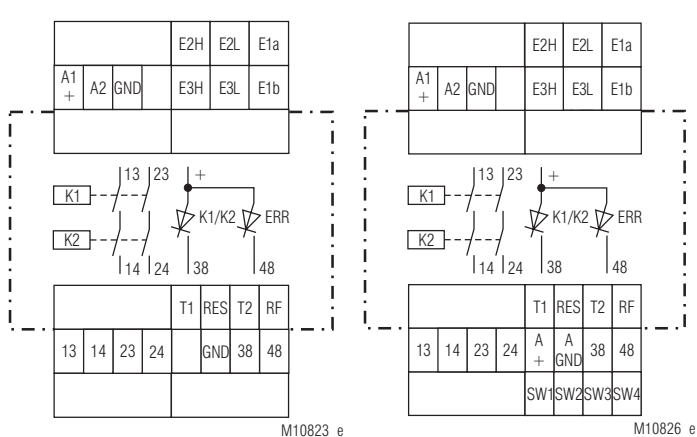 E2H E2L E1a
A1 + A2 GND E3H E3L E1b
13 23 +
K1
K1/K2 ERR
K2
14 24 38 48
T1 RES T2 RF
13 14 23 24 GND 38 48
M10823 e
E2H E2L E1a
A1 + A2 GND E3H E3L E1b
13 23 +
K1
K1/K2 ERR
K2
14 24 38 48
T1 RES T2 RF
13 14 23 24 A + A GND 38 48
SW1 SW2 SW3 SW4
M10826 e